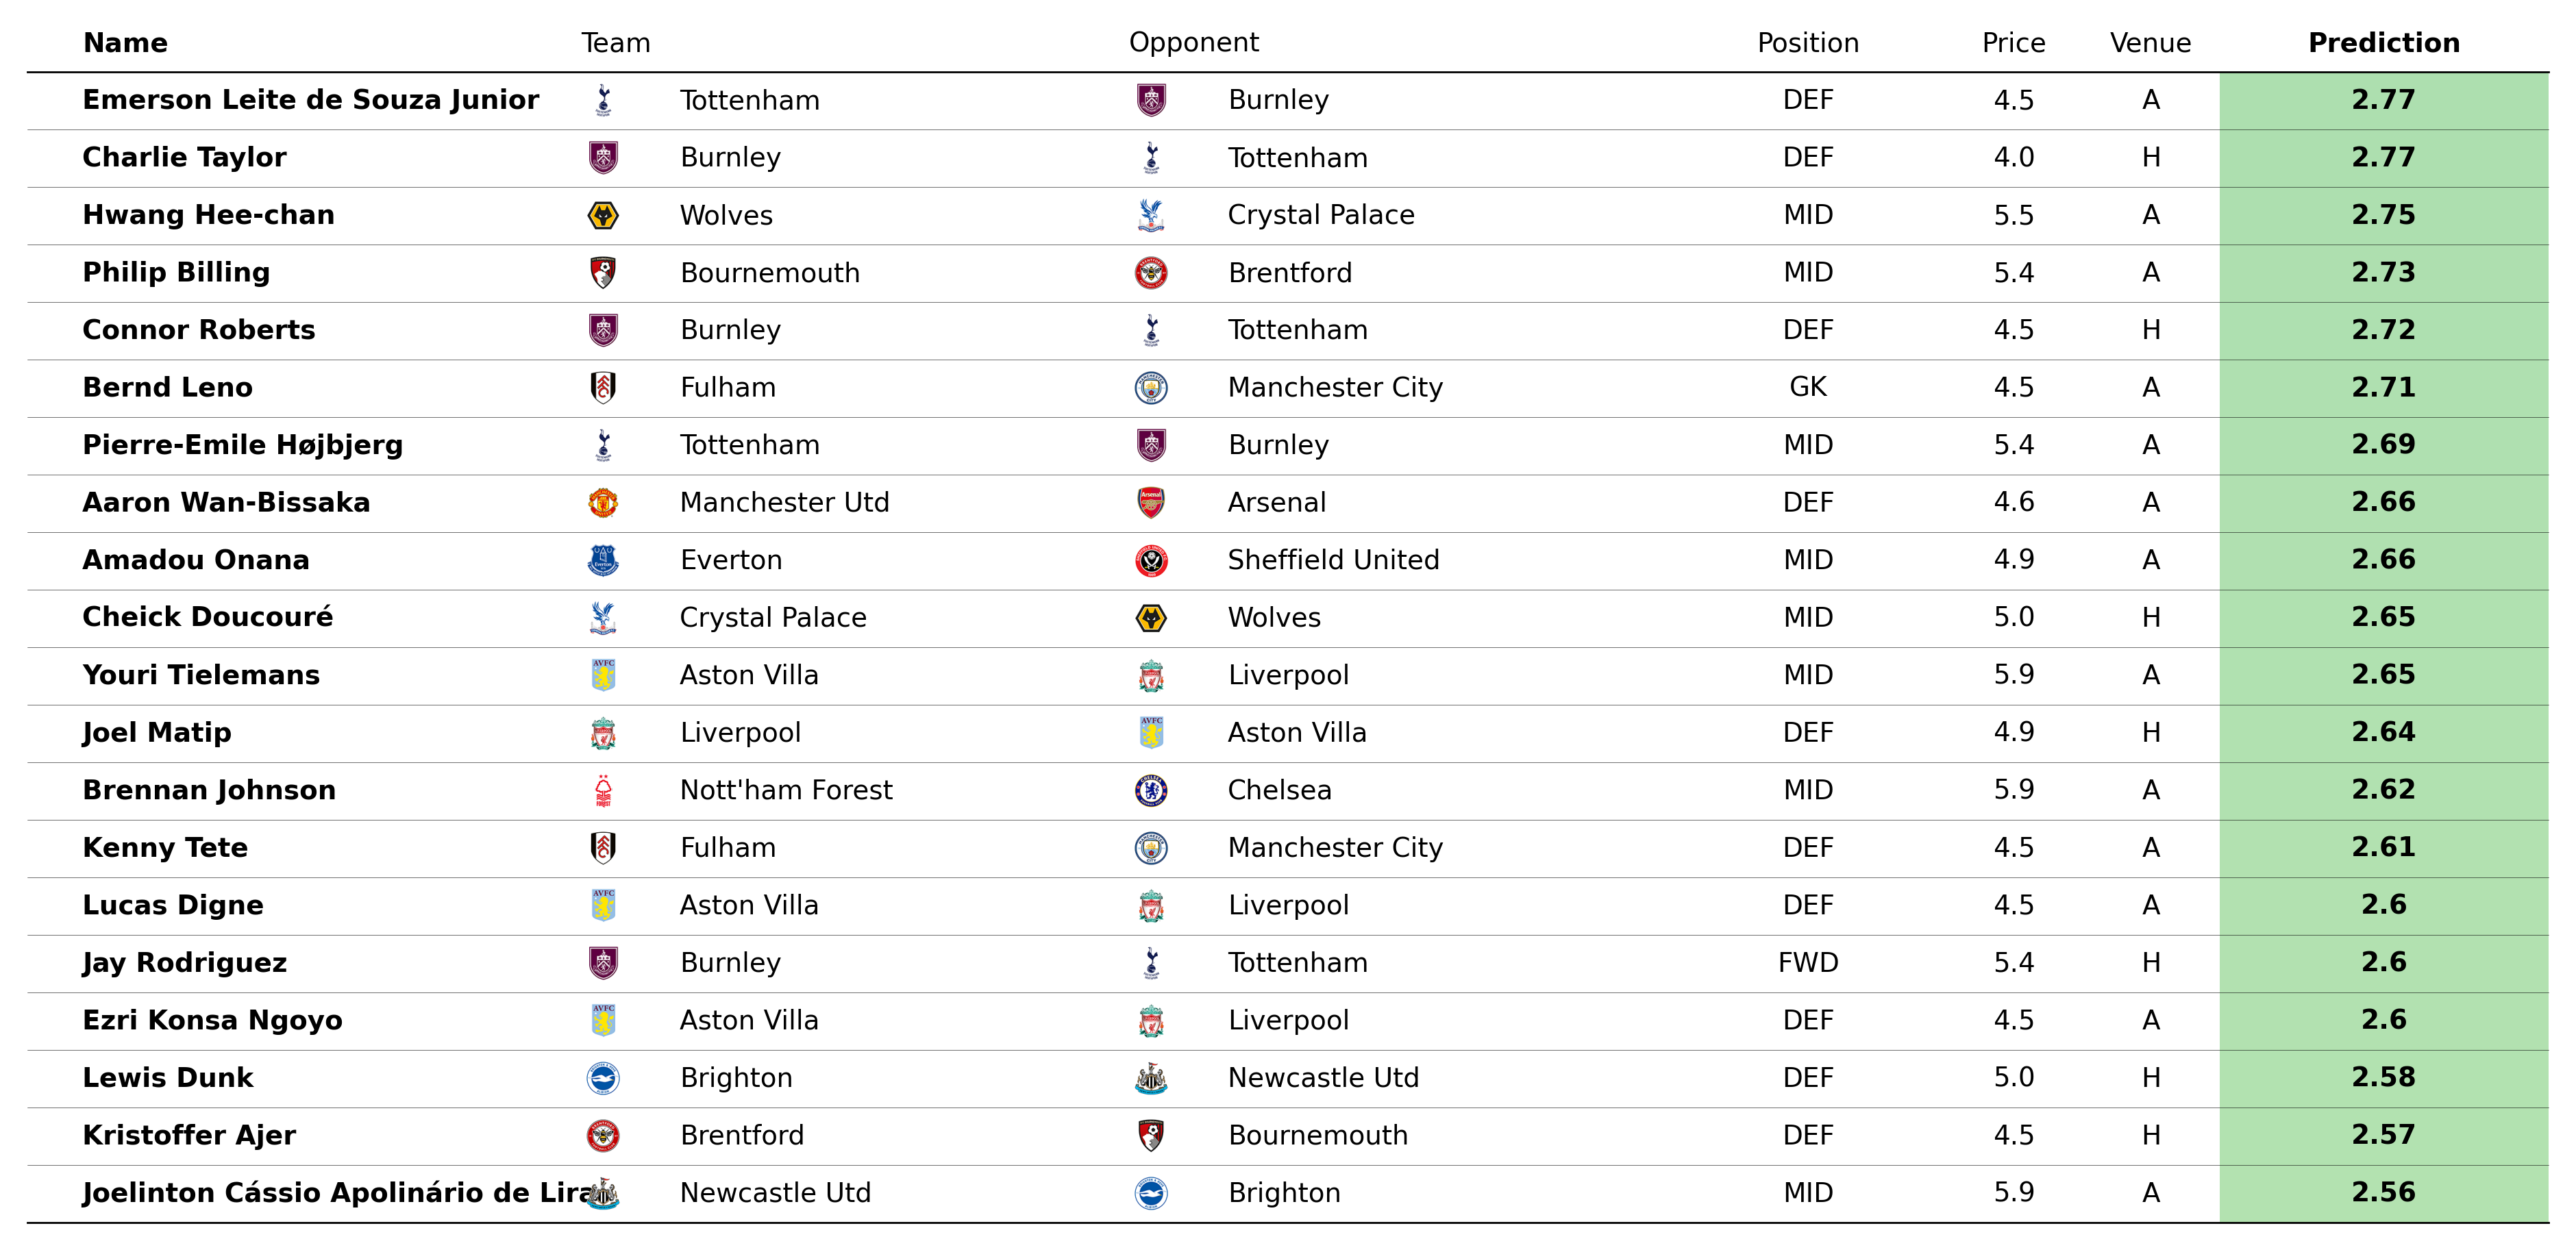 Name Team Opponent Position Price Venue Prediction
Emerson Leite de Souza Junior Tottenham Burnley DEF 4.5 A 2.77
Charlie Taylor Burnley Tottenham DEF 4.0 H 2.77
Hwang Hee-chan Wolves Crystal Palace MID 5.5 A 2.75
Philip Billing Bournemouth Brentford MID 5.4 A 2.73
Connor Roberts Burnley Tottenham DEF 4.5 H 2.72
Bernd Leno Fulham Manchester City GK 4.5 A 2.71
Pierre-Emile Højbjerg Tottenham Burnley MID 5.4 A 2.69
Aaron Wan-Bissaka Manchester Utd Arsenal DEF 4.6 A 2.66
Amadou Onana Everton Sheffield United MID 4.9 A 2.66
Cheick Doucouré Crystal Palace Wolves MID 5.0 H 2.65
Youri Tielemans Aston Villa Liverpool MID 5.9 A 2.65
Joel Matip Liverpool Aston Villa DEF 4.9 H 2.64
Brennan Johnson Nott'ham Forest Chelsea MID 5.9 A 2.62
Kenny Tete Fulham Manchester City DEF 4.5 A 2.61
Lucas Digne Aston Villa Liverpool DEF 4.5 A 2.6
Jay Rodriguez Burnley Tottenham FWD 5.4 H 2.6
Ezri Konsa Ngoyo Aston Villa Liverpool DEF 4.5 A 2.6
Lewis Dunk Brighton Newcastle Utd DEF 5.0 H 2.58
Kristoffer Ajer Brentford Bournemouth DEF 4.5 H 2.57
Joelinton Cássio Apolinário de Lira Newcastle Utd Brighton MID 5.9 A 2.56